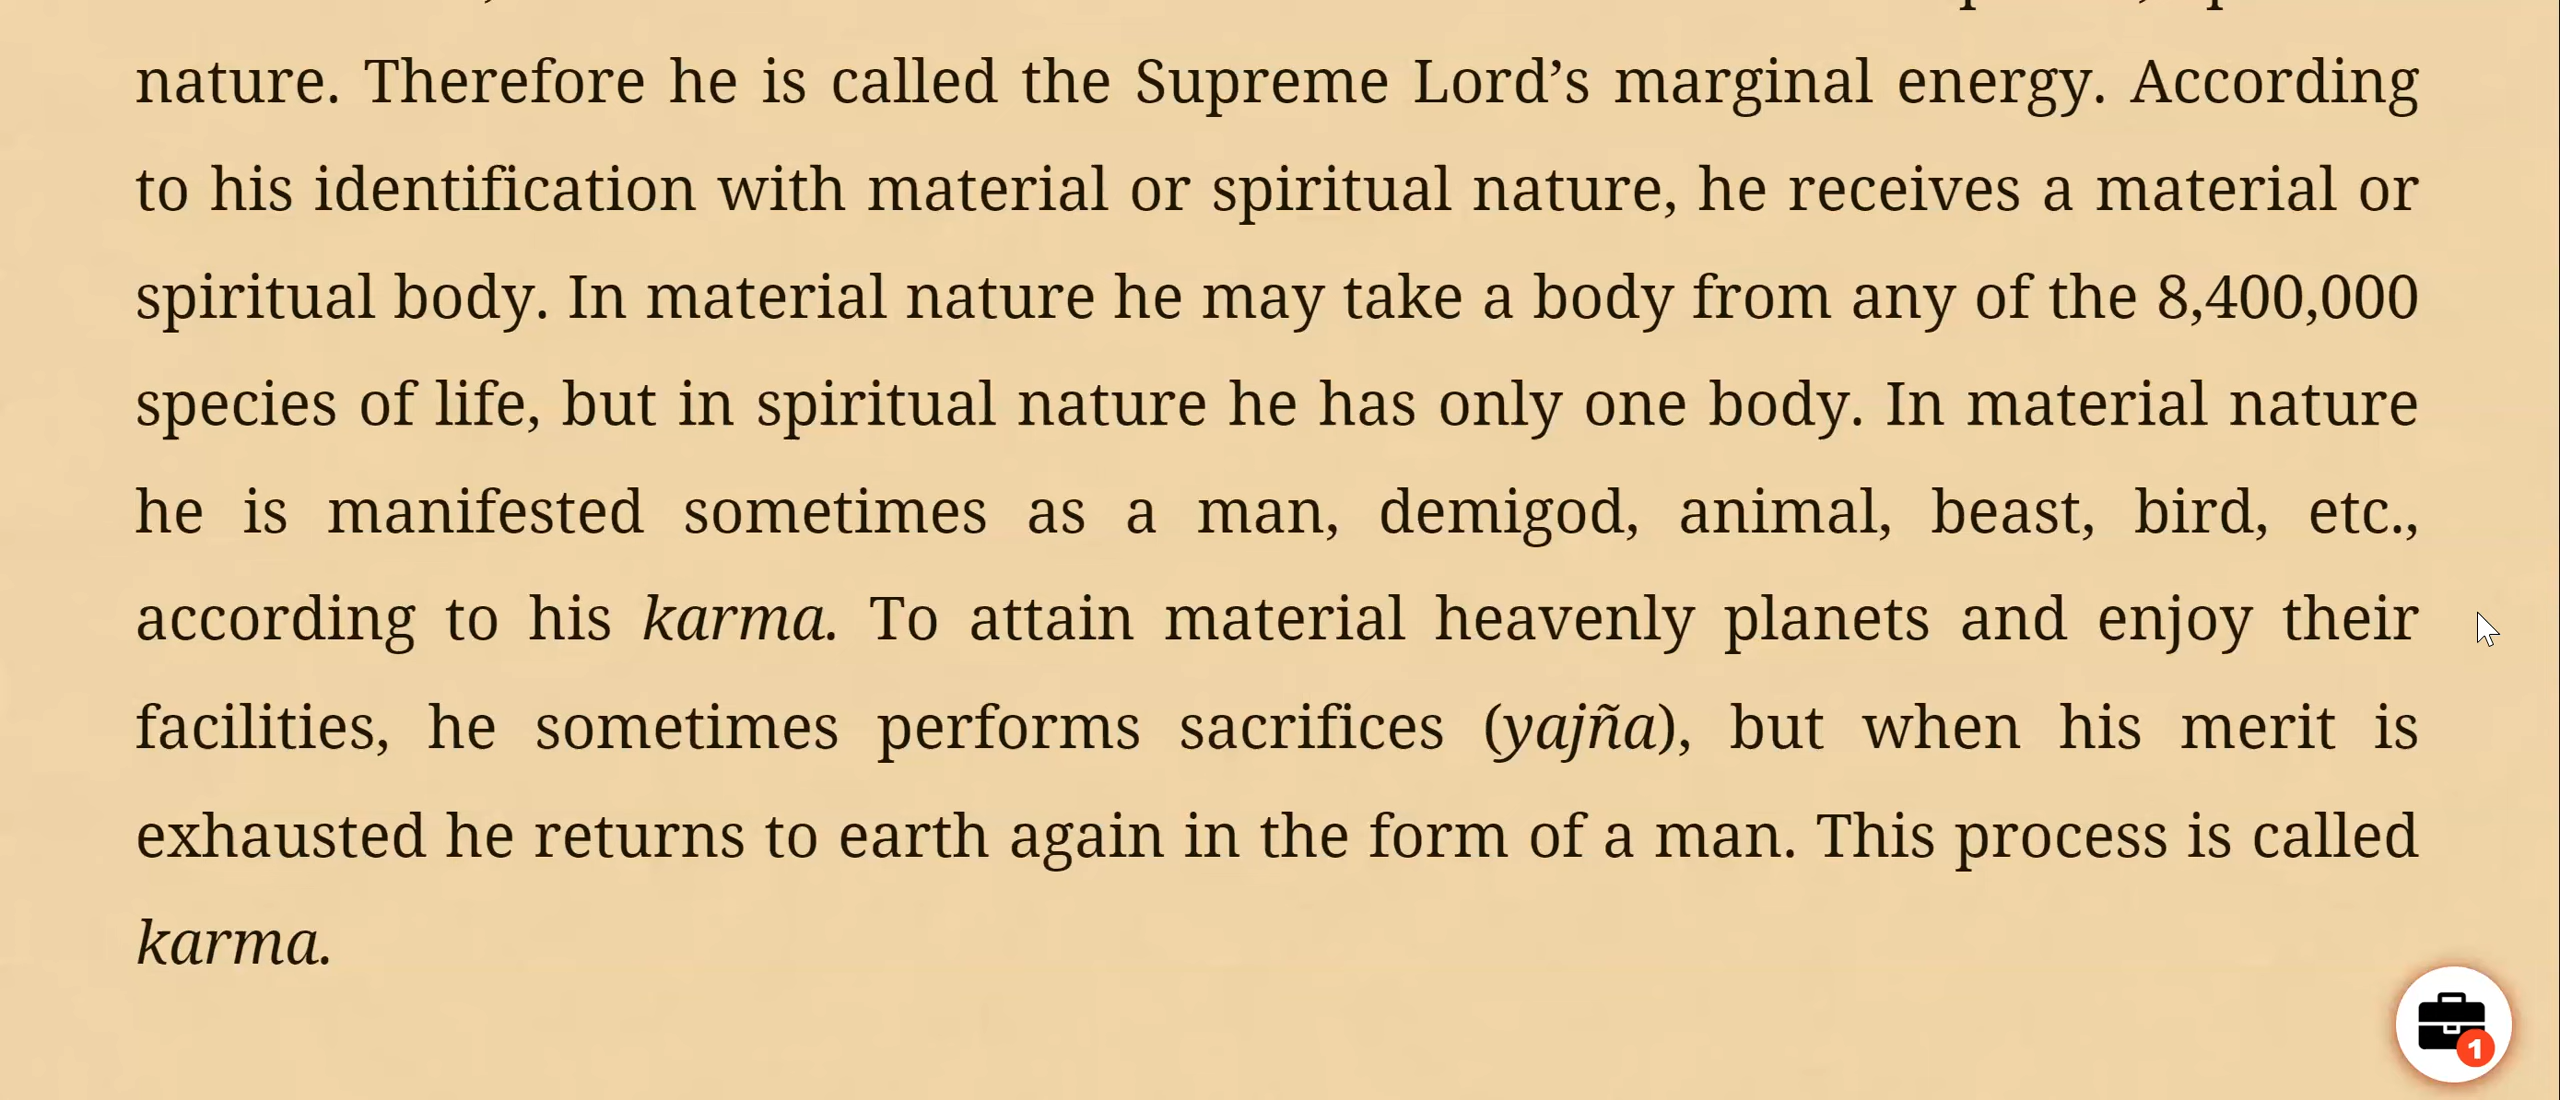 nature. Therefore he is called the Supreme Lord’s marginal energy. According
to his identification with material or spiritual nature, he receives a material or
spiritual body. In material nature he may take a body from any of the 8,400,000
species of life, but in spiritual nature he has only one body. In material nature
he is manifested sometimes as a man, demigod, animal, beast, bird, etc.,
according to his karma. To attain material heavenly planets and enjoy their
facilities, he sometimes performs sacrifices (yajña), but when his merit is
exhausted he returns to earth again in the form of a man. This process is called
karma.
1